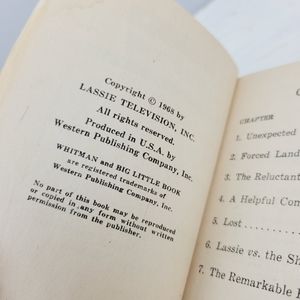 Copyright © 1968 by
LASSIE TELEVISION, INC.
All rights reserved.
Produced in U.S.A. by
Western Publishing Company, Inc.
WHITMAN and BIG LITTLE BOOK
are registered trademarks of
Western Publishing Company, Inc.
No part of this book may be reproduced
or copied in any form without written
permission from the publisher.
CHAPTER
1. Unexpected
2. Forced Land
3. The Reluctant
4. A Helpful Com
5. Lost
6. Lassie vs. the Sh
7. The Remarkable